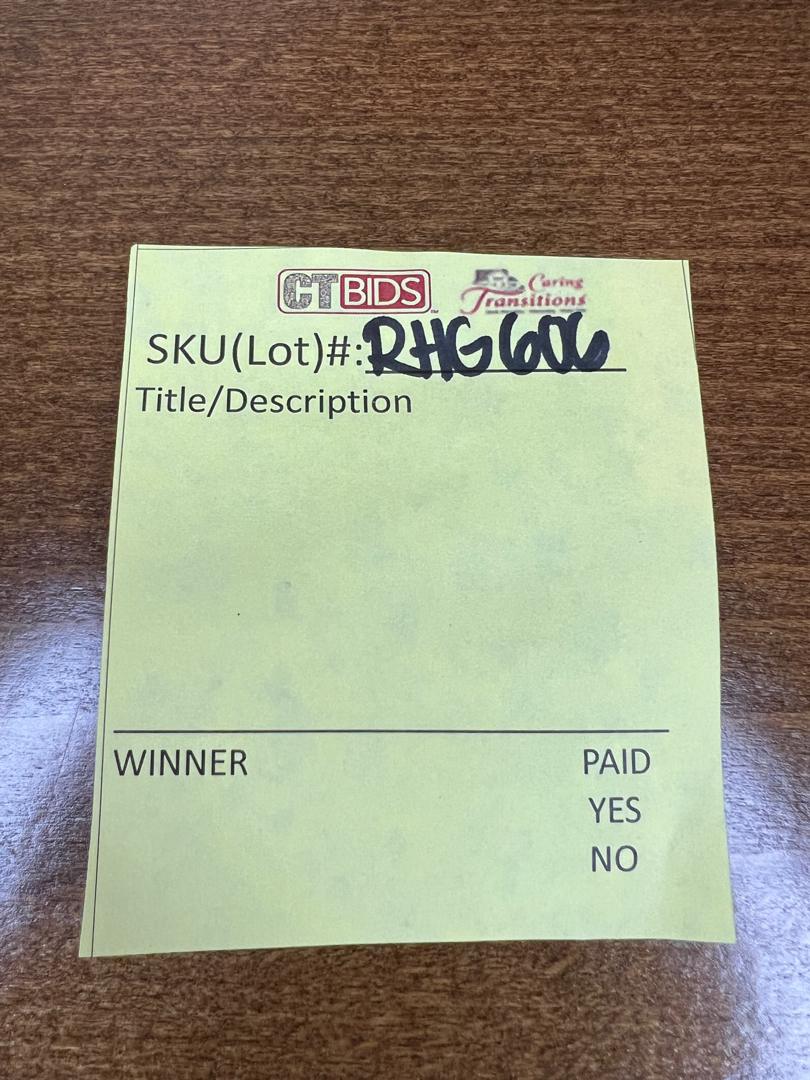 CTBIDS
Caring
Transitions
SKU(Lot)#: RHG606
Title/Description
WINNER
PAID
YES
NO